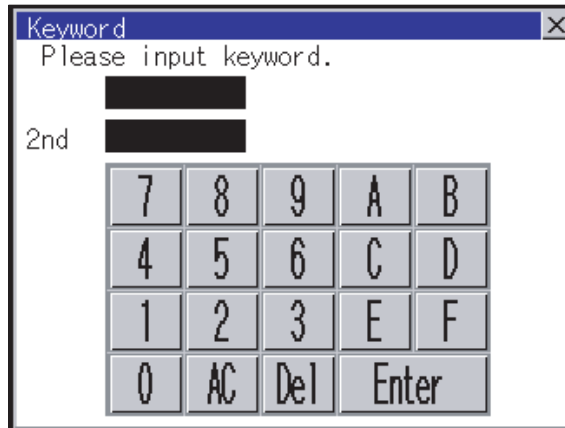 Keyword ×
Please input keyword.
2nd
7 8 9 A B
4 5 6 C D
1 2 3 E F
0 AC Del Enter